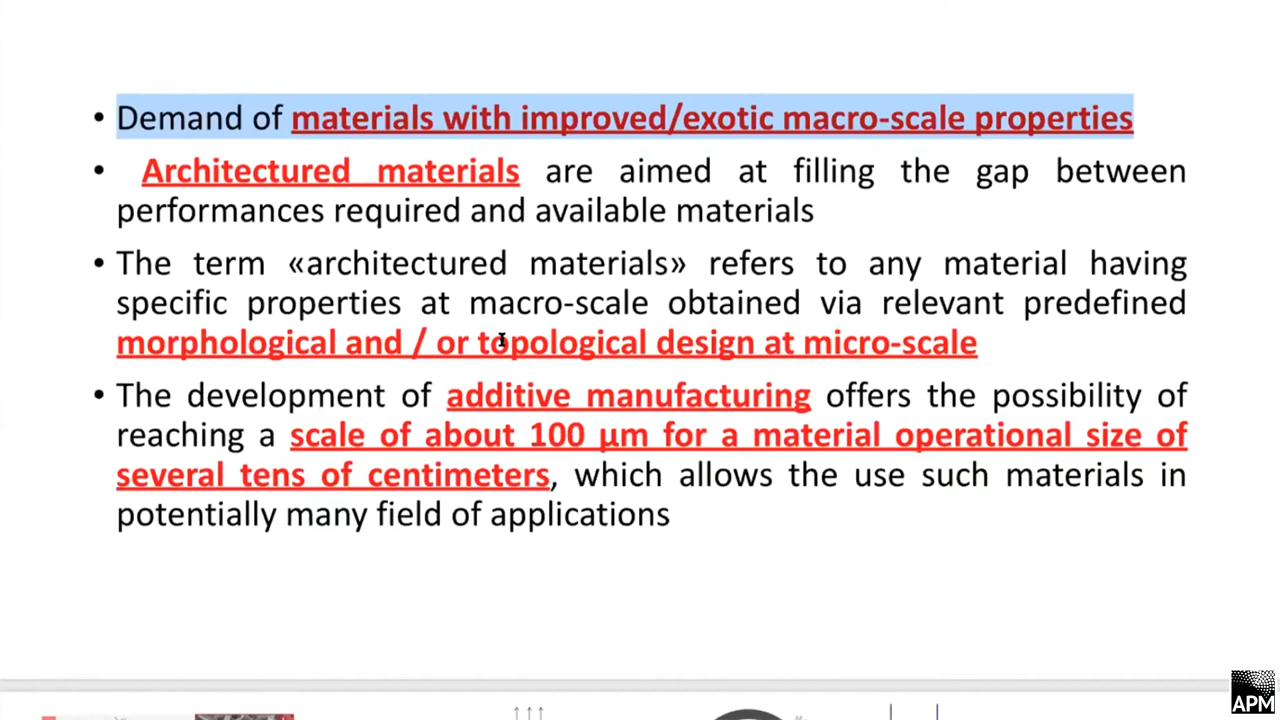 • Demand of materials with improved/exotic macro-scale properties
• Architectured materials are aimed at filling the gap between
performances required and available materials
• The term «architectured materials» refers to any material having
specific properties at macro-scale obtained via relevant predefined
morphological and / or topological design at micro-scale
• The development of additive manufacturing offers the possibility of
reaching a scale of about 100 μm for a material operational size of
several tens of centimeters, which allows the use such materials in
potentially many field of applications
APM